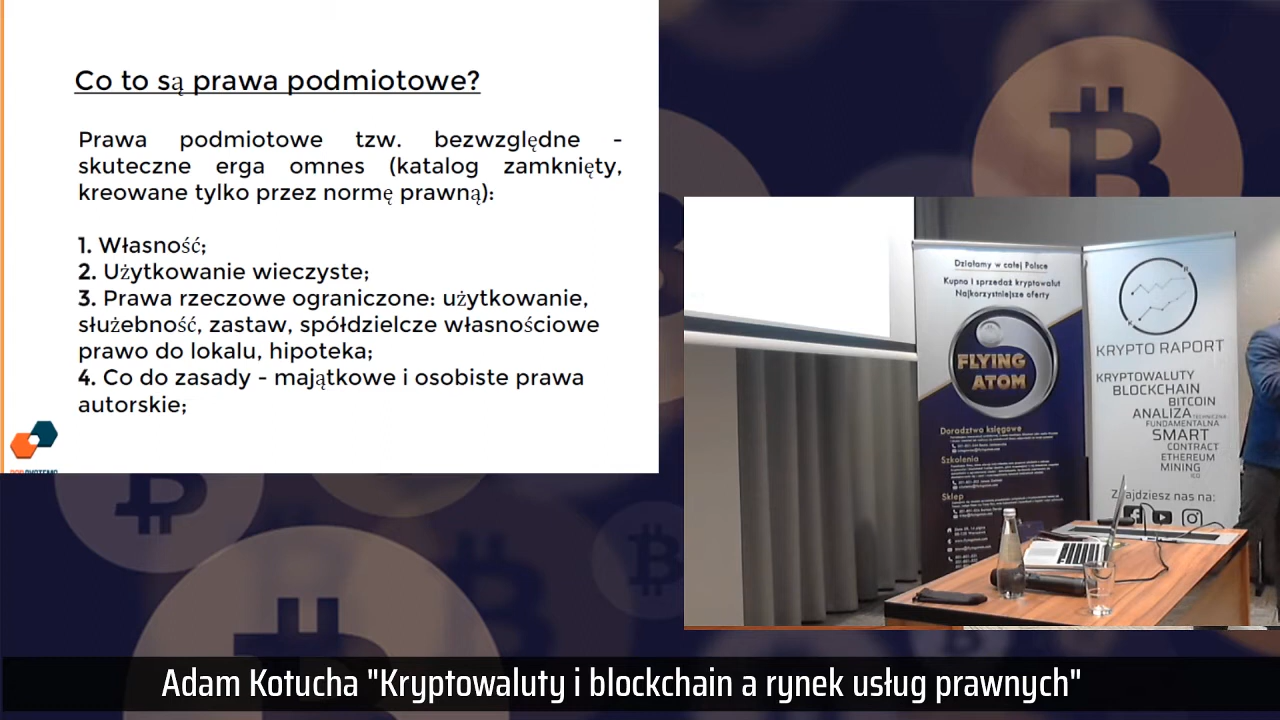 Co to są prawa podmiotowe?
Prawa podmiotowe tzw. bezwzględne -
skuteczne erga omnes (katalog zamknięty,
kreowane tylko przez normę prawną):
1. Własność;
2. Użytkowanie wieczyste;
3. Prawa rzeczowe ograniczone: użytkowanie,
służebność, zastaw, spółdzielcze własnościowe
prawo do lokalu, hipoteka;
4. Co do zasady - majątkowe i osobiste prawa
autorskie;
Działamy w całej Polsce
Kupno i sprzedaż kryptowalut
Najkorzystniejsze oferty
FLYING
ATOM
Doradztwo księgowe
Szkolenia
Sklep
KRYPTO RAPORT
KRYPTOWALUTY
BLOCKCHAIN
BITCOIN
ANALIZA TECHNICZNA
FUNDAMENTALNA
SMART
CONTRACT
ETHEREUM
MINING
ICO
Znajdziesz nas na:
Adam Kotucha "Kryptowaluty i blockchain a rynek usług prawnych"